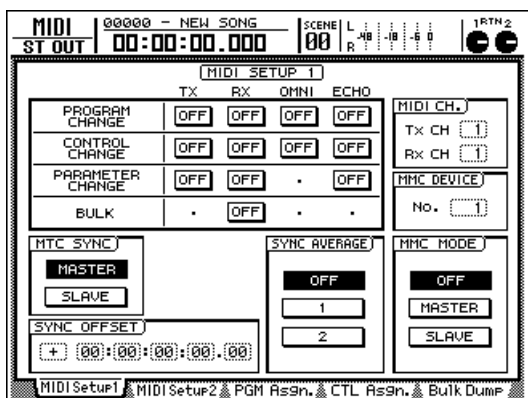 MIDI
ST OUT
00000 - NEW SONG
00:00:00.000
SCENE
00
L
R
-48 -18 -6 0
1 RTN 2
MIDI SETUP 1
TX RX OMNI ECHO
PROGRAM CHANGE OFF OFF OFF OFF
CONTROL CHANGE OFF OFF OFF OFF
PARAMETER CHANGE OFF OFF · OFF
BULK · OFF · ·
MIDI CH.
Tx CH 1
Rx CH 1
MMC DEVICE
No. 1
MTC SYNC
MASTER
SLAVE
SYNC OFFSET
+ 00:00:00:00.00
SYNC AVERAGE
OFF
1
2
MMC MODE
OFF
MASTER
SLAVE
MIDISetup1 MIDISetup2 PGM Asgn. CTL Asgn. Bulk Dump